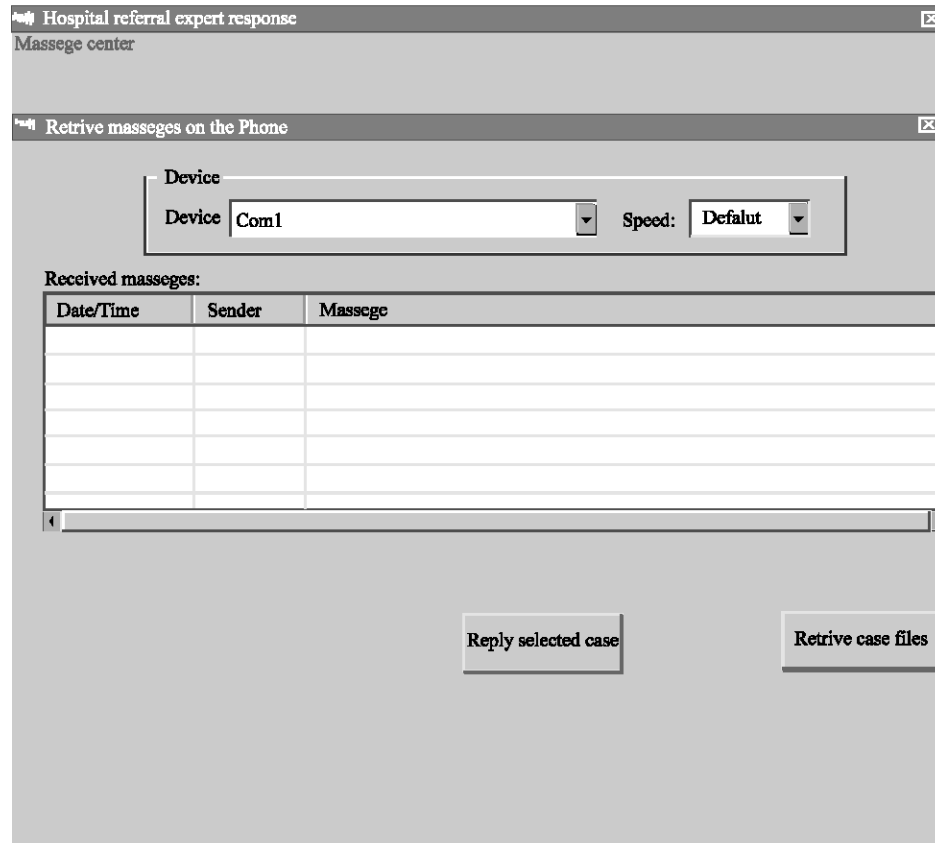 Hospital referral expert response
Massege center
Retrive masseges on the Phone
Device
Device Com1 Speed: Defalut
Received masseges:
Date/Time Sender Massege
Reply selected case Retrive case files